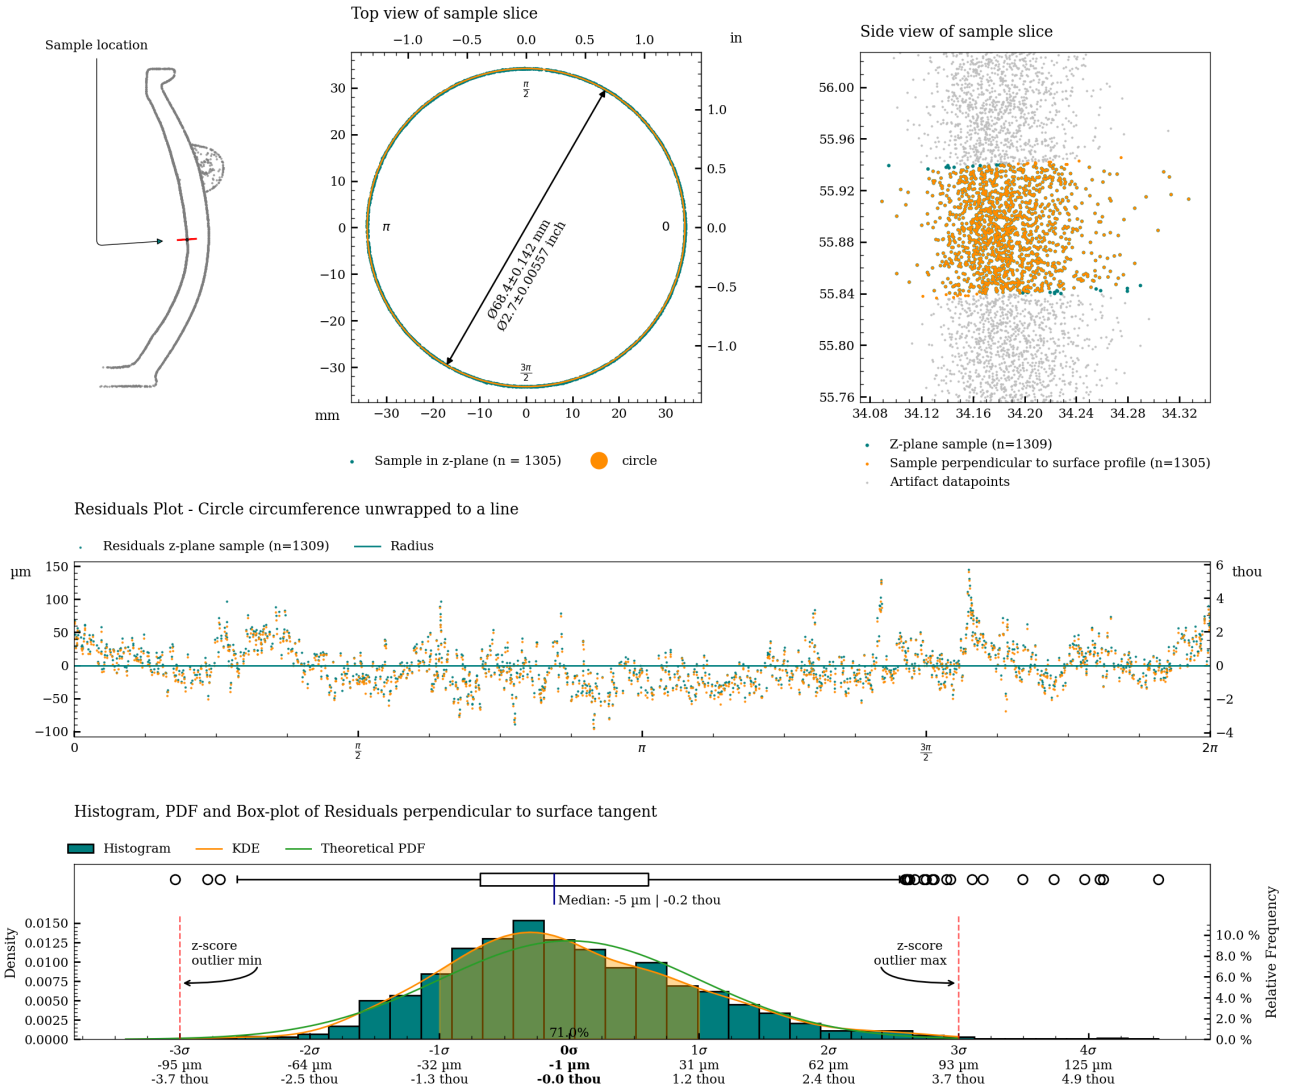 Sample location
Top view of sample slice
−1.0 −0.5 0.0 0.5 1.0 in
30
20
10
0
−10
−20
−30
mm
π/2
π
0
3π/2
Ø68.4±0.142 mm
Ø2.7±0.00557 inch
1.0
0.5
0.0
−0.5
−1.0
−30 −20 −10 0 10 20 30
Sample in z-plane (n = 1305) circle
Side view of sample slice
56.00
55.96
55.92
55.88
55.84
55.80
55.76
34.08 34.12 34.16 34.20 34.24 34.28 34.32
Z-plane sample (n=1309)
Sample perpendicular to surface profile (n=1305)
Artifact datapoints
Residuals Plot - Circle circumference unwrapped to a line
Residuals z-plane sample (n=1309) Radius
µm
150
100
50
0
−50
−100
thou
6
4
2
0
−2
−4
0 π/2 π 3π/2 2π
Histogram, PDF and Box-plot of Residuals perpendicular to surface tangent
Histogram KDE Theoretical PDF
Median: -5 µm | -0.2 thou
Density
0.0150
0.0125
0.0100
0.0075
0.0050
0.0025
0.0000
z-score
outlier min
z-score
outlier max
71.0%
Relative Frequency
10.0 %
8.0 %
6.0 %
4.0 %
2.0 %
0.0 %
-3σ -2σ -1σ 0σ 1σ 2σ 3σ 4σ
-95 µm -64 µm -32 µm -1 µm 31 µm 62 µm 93 µm 125 µm
-3.7 thou -2.5 thou -1.3 thou -0.0 thou 1.2 thou 2.4 thou 3.7 thou 4.9 thou